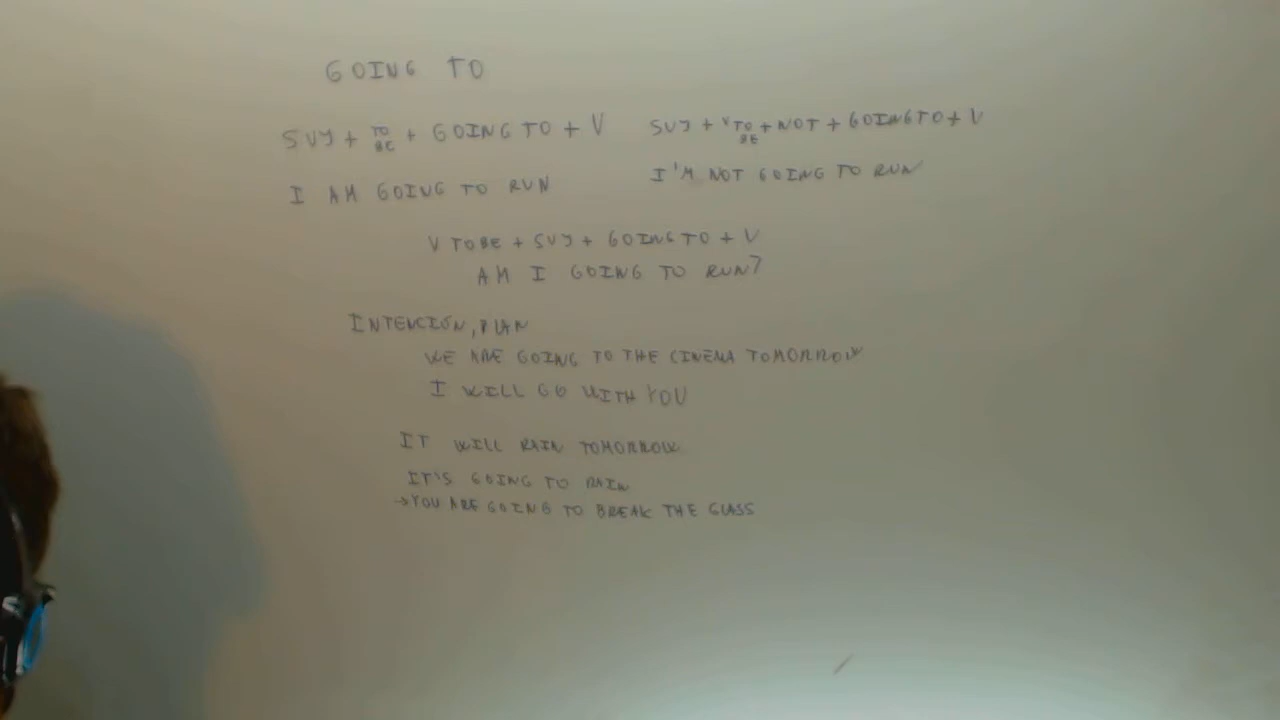 GOING TO
SUJ + TO BE + GOING TO + V
SUJ + V TO BE + NOT + GOING TO + V
I AM GOING TO RUN
I'M NOT GOING TO RUN
V TO BE + SUJ + GOING TO + V
AM I GOING TO RUN?
INTENCIÓN, PLAN
WE ARE GOING TO THE CINEMA TOMORROW
I WILL GO WITH YOU
IT WILL RAIN TOMORROW
IT'S GOING TO RAIN
→YOU ARE GOING TO BREAK THE GLASS